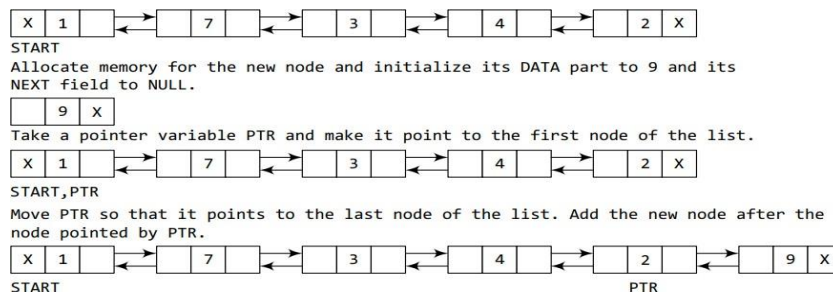 X 1 7 3 4 2 X
START
Allocate memory for the new node and initialize its DATA part to 9 and its
NEXT field to NULL.
9 X
Take a pointer variable PTR and make it point to the first node of the list.
X 1 7 3 4 2 X
START,PTR
Move PTR so that it points to the last node of the list. Add the new node after the
node pointed by PTR.
X 1 7 3 4 2 9 X
START PTR